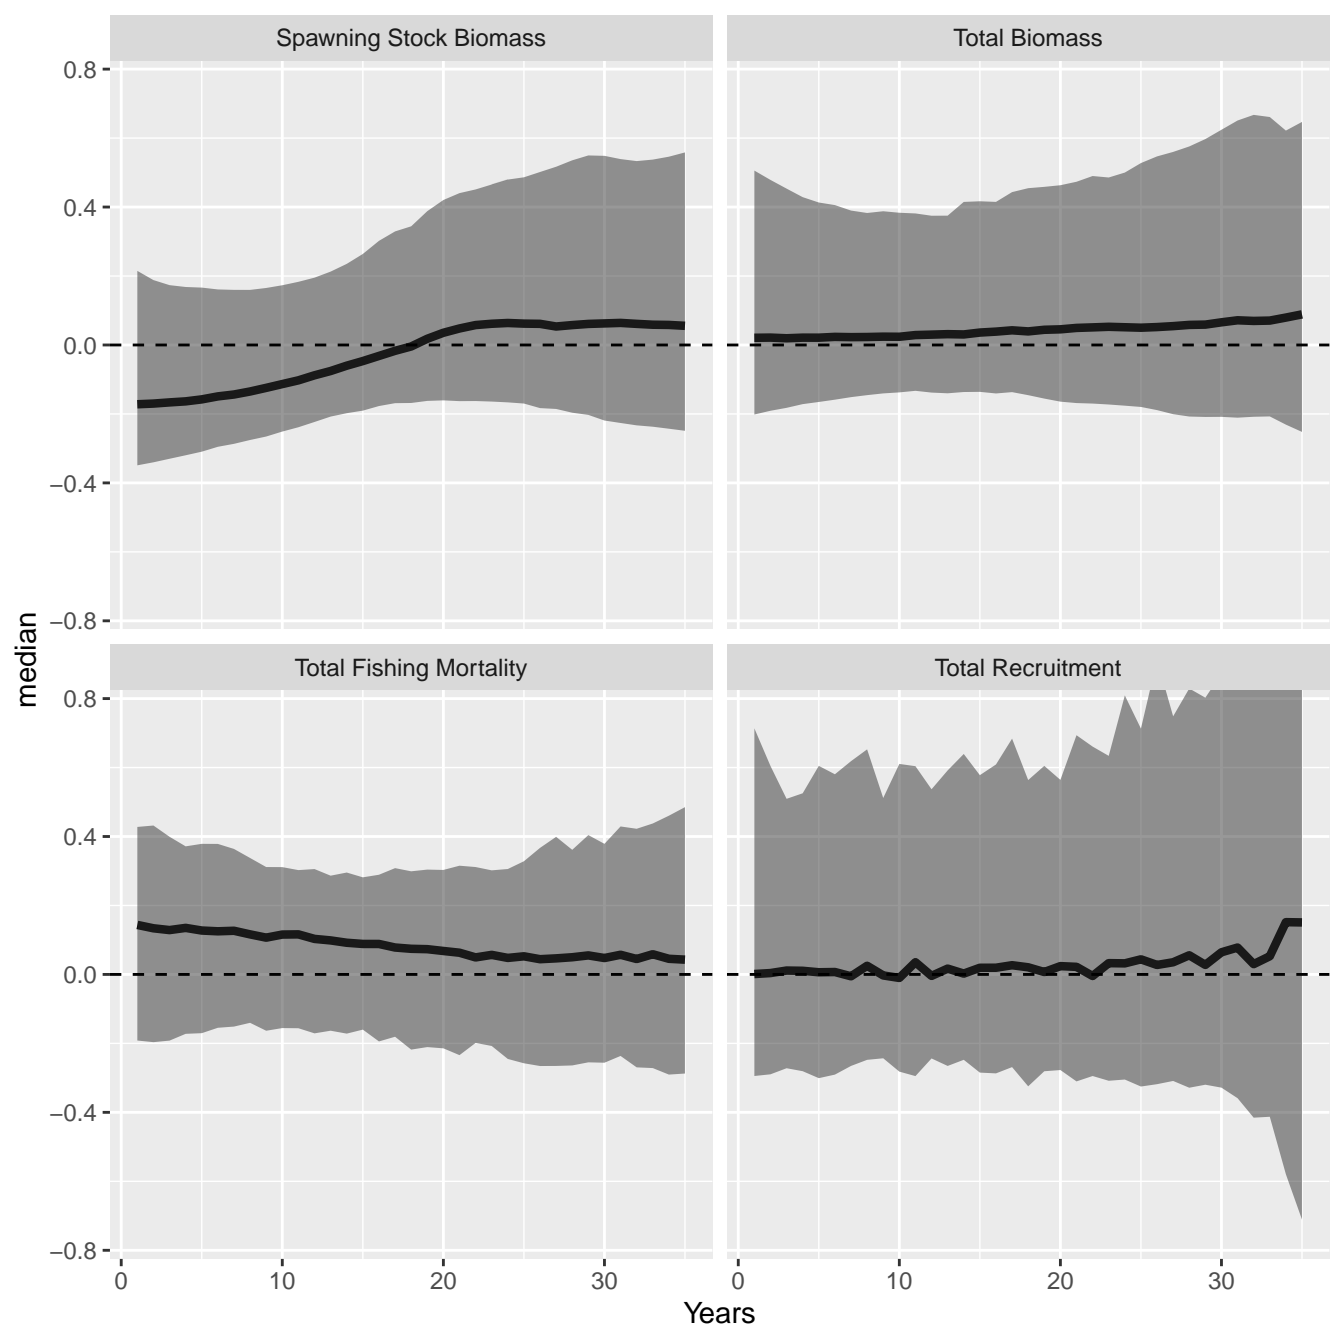 Spawning Stock Biomass
Total Biomass
0.8
0.4
0.0
−0.4
−0.8
median
Total Fishing Mortality
Total Recruitment
0.8
0.4
0.0
−0.4
−0.8
0 10 20 30
0 10 20 30
Years